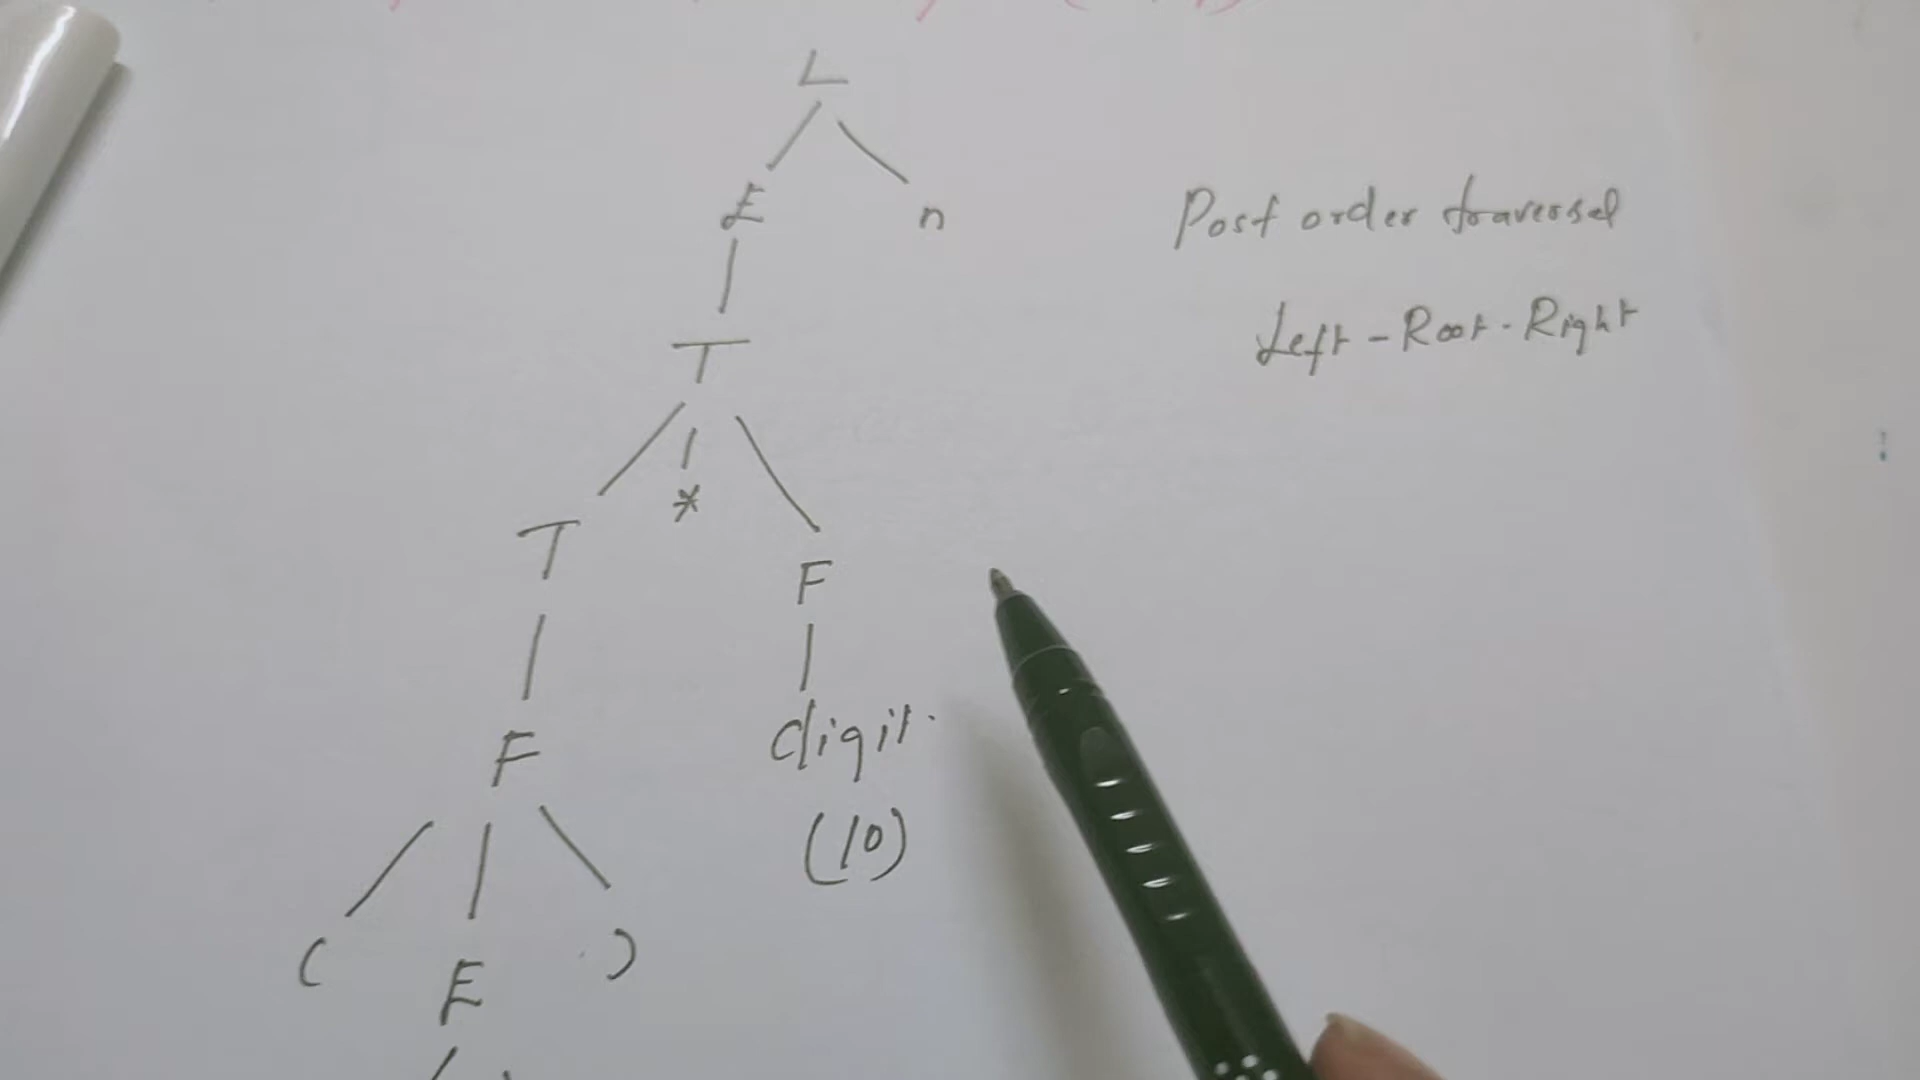 L
E n
Post order traversal
T
Left - Root - Right
T * F
F digit
(10)
( E )